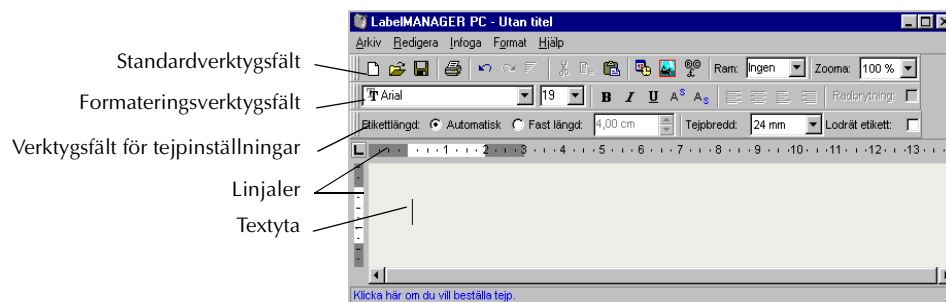 LabelMANAGER PC - Utan titel
Arkiv Redigera Infoga Format Hjälp
Standardverktygsfält
Ram: Ingen Zooma: 100 %
Formateringsverktygsfält
Arial 19 B I U A^S A_S Radbrytning:
Verktygsfält för tejpinställningar
Etikettlängd: Automatisk Fast längd: 4,00 cm Tejpbredd: 24 mm Lodrät etikett:
L 1 2 3 4 5 6 7 8 9 10 11 12 13
Linjaler
Textyta
Klicka här om du vill beställa tejp.